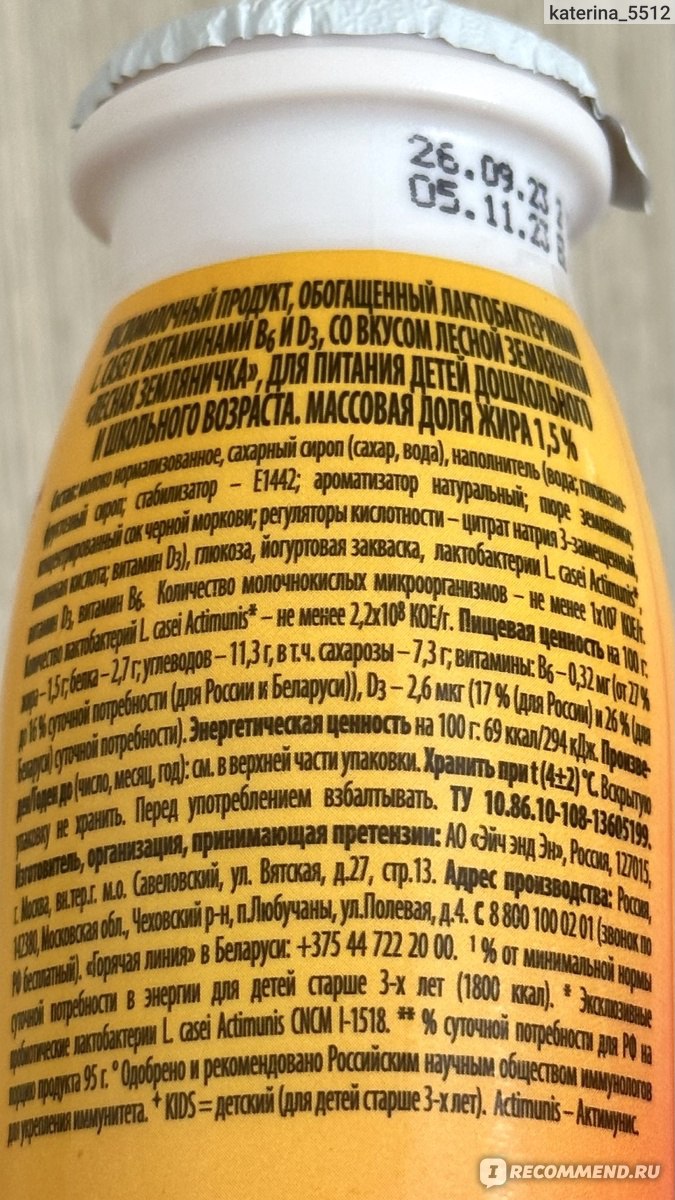 katerina_5512
26.09.23
05.11.23
КИСЛОМОЛОЧНЫЙ ПРОДУКТ, ОБОГАЩЕННЫЙ ЛАКТОБАКТЕРИЯМИ
L. CASEI И ВИТАМИНАМИ B6 И D3, СО ВКУСОМ ЛЕСНОЙ ЗЕМЛЯНИКИ
«ЛЕСНАЯ ЗЕМЛЯНИЧКА», ДЛЯ ПИТАНИЯ ДЕТЕЙ ДОШКОЛЬНОГО
И ШКОЛЬНОГО ВОЗРАСТА. МАССОВАЯ ДОЛЯ ЖИРА 1,5%
Состав: молоко нормализованное, сахарный сироп (сахар, вода), наполнитель (вода; глюкозно-
фруктовый сироп; стабилизатор – E1442; ароматизатор натуральный; пюре земляники;
концентрированный сок черной моркови; регуляторы кислотности – цитрат натрия 3-замещенный,
лимонная кислота; витамин D3), глюкоза, йогуртовая закваска, лактобактерии L. casei Actimunis*,
витамин D3, витамин B6. Количество молочнокислых микроорганизмов – не менее 1x10⁷ КОЕ/г.
Количество лактобактерий L. casei Actimunis* – не менее 2,2x10⁸ КОЕ/г. Пищевая ценность на 100 г:
жира – 1,5 г; белка – 2,7 г; углеводов – 11,3 г, в т.ч. сахарозы – 7,3 г; витамины: B6 – 0,32 мг (от 27 %
до 16 % суточной потребности (для России и Беларуси)), D3 – 2,6 мкг (17 % (для России) и 26 % (для
Беларуси) суточной потребности). Энергетическая ценность на 100 г: 69 ккал/294 кДж. Произве-
ден/Годен до (число, месяц, год): см. в верхней части упаковки. Хранить при t (4±2) °C. Вскрытую
упаковку не хранить. Перед употреблением взбалтывать. ТУ 10.86.10-108-13605199.
Изготовитель, организация, принимающая претензии: АО «Эйч энд Эн», Россия, 127015,
г. Москва, вн.тер.г. м.о. Савеловский, ул. Вятская, д.27, стр.13. Адрес производства: Россия,
142380, Московская обл., Чеховский р-н, п.Любучаны, ул.Полевая, д.4. ✆ 8 800 100 02 01 (звонок по
РФ бесплатный). «Горячая линия» в Беларуси: +375 44 722 20 00. ¹ % от минимальной нормы
суточной потребности в энергии для детей старше 3-х лет (1800 ккал). * Эксклюзивные
пробиотические лактобактерии L. casei Actimunis CNCM I-1518. ** % суточной потребности для РФ на
порцию продукта 95 г. ° Одобрено и рекомендовано Российским научным обществом иммунологов
для укрепления иммунитета. ⁺ KIDS = детский (для детей старше 3-х лет). Actimunis – Актимунис.
IRECOMMEND.RU